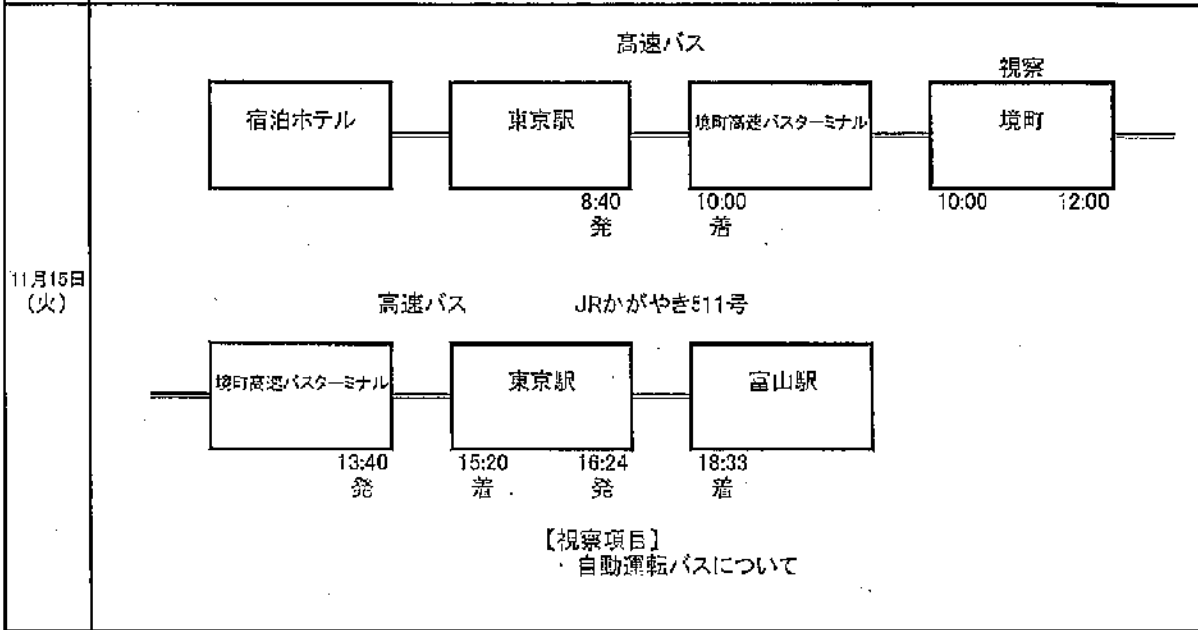 高速バス
視察
宿泊ホテル 東京駅 境町高速バスターミナル 境町
8:40 10:00 10:00 12:00
発 着
11月15日
(火)
高速バス JRかがやき511号
境町高速バスターミナル 東京駅 富山駅
13:40 15:20 16:24 18:33
発 着 発 着
【視察項目】
・ 自動運転バスについて